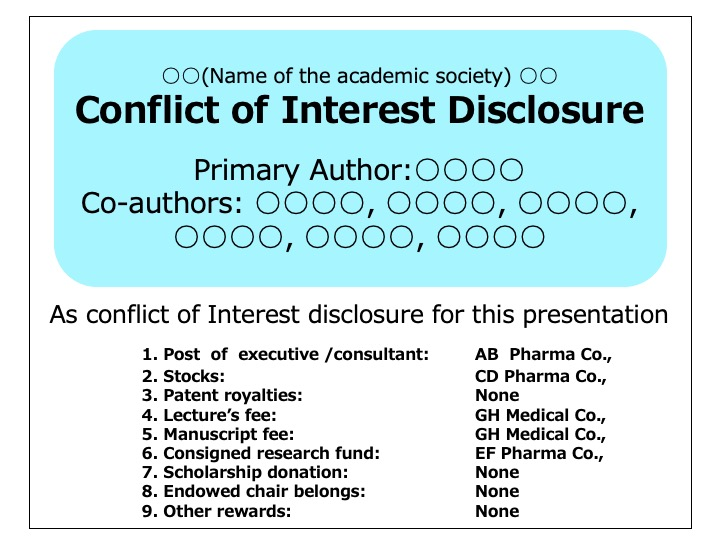 ○○(Name of the academic society) ○○
Conflict of Interest Disclosure
Primary Author:○○○○
Co-authors: ○○○○, ○○○○, ○○○○,
○○○○, ○○○○, ○○○○
As conflict of Interest disclosure for this presentation
1. Post of executive /consultant: AB Pharma Co.,
2. Stocks: CD Pharma Co.,
3. Patent royalties: None
4. Lecture’s fee: GH Medical Co.,
5. Manuscript fee: GH Medical Co.,
6. Consigned research fund: EF Pharma Co.,
7. Scholarship donation: None
8. Endowed chair belongs: None
9. Other rewards: None